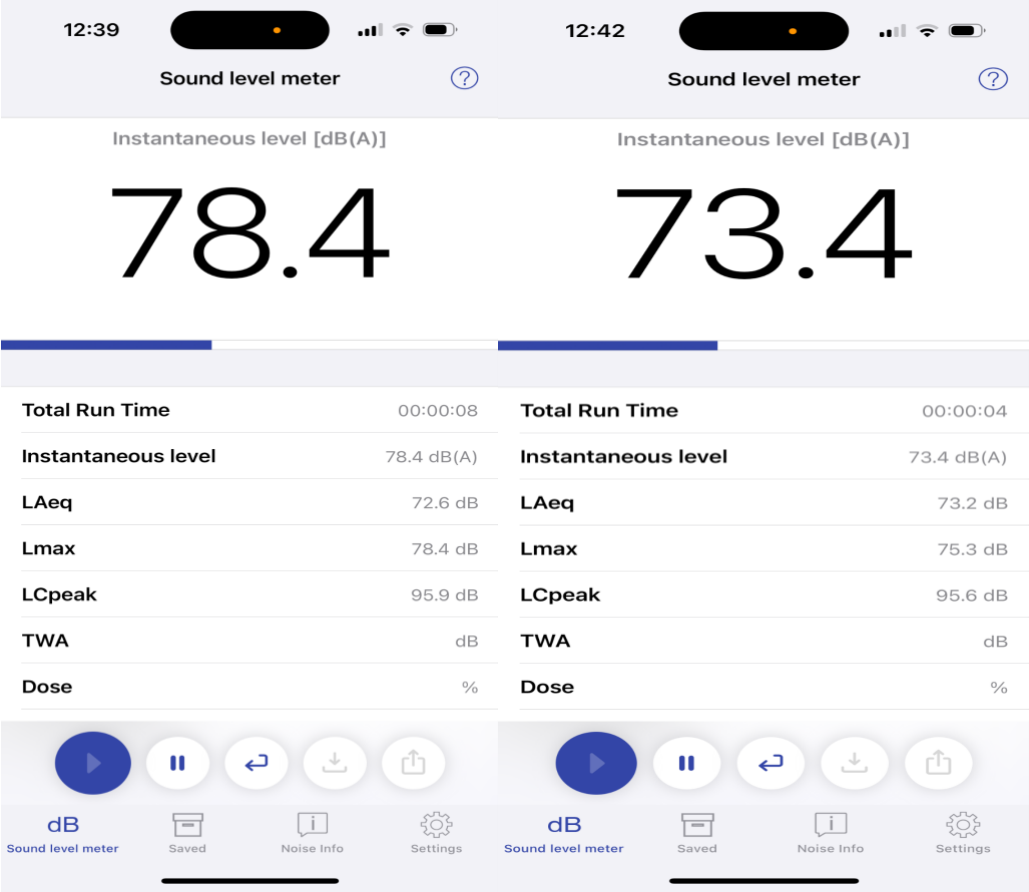 12:39
Sound level meter
?
Instantaneous level [dB(A)]
78.4
Total Run Time 00:00:08
Instantaneous level 78.4 dB(A)
LAeq 72.6 dB
Lmax 78.4 dB
LCpeak 95.9 dB
TWA dB
Dose %
dB
Sound level meter Saved Noise Info Settings
12:42
Sound level meter
?
Instantaneous level [dB(A)]
73.4
Total Run Time 00:00:04
Instantaneous level 73.4 dB(A)
LAeq 73.2 dB
Lmax 75.3 dB
LCpeak 95.6 dB
TWA dB
Dose %
dB
Sound level meter Saved Noise Info Settings